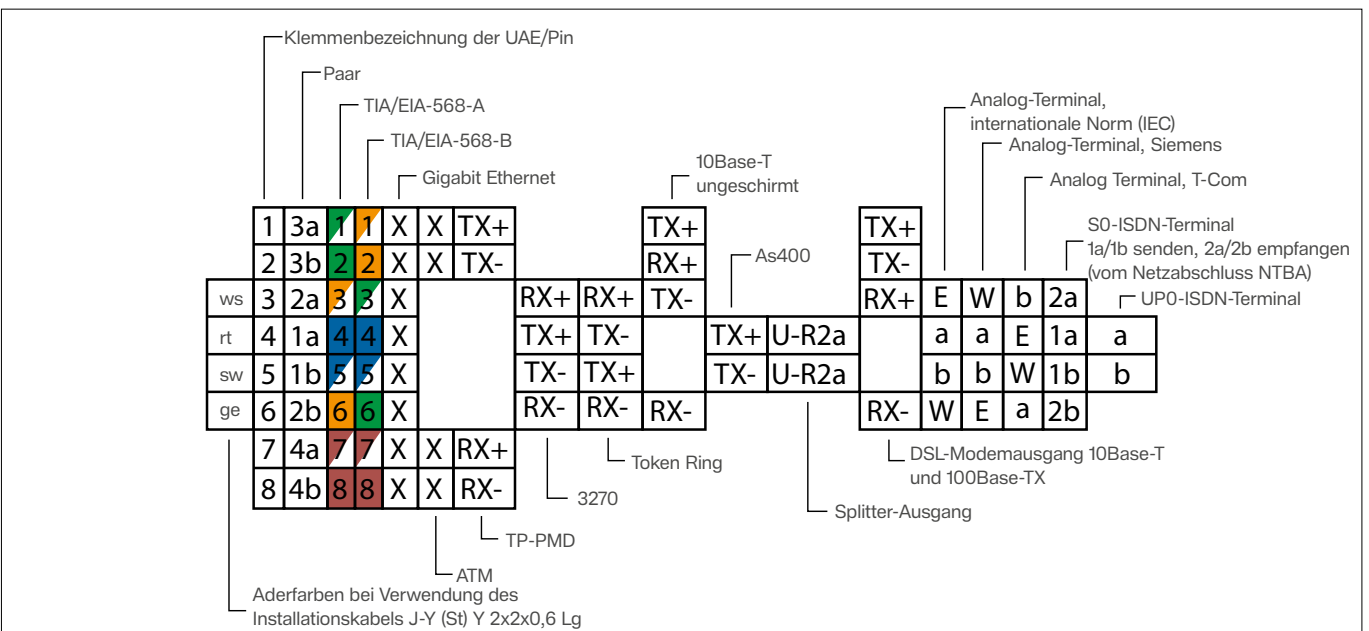 Klemmenbezeichnung der UAE/Pin
Paar
TIA/EIA-568-A
TIA/EIA-568-B
Gigabit Ethernet
10Base-T
ungeschirmt
As400
Analog-Terminal,
internationale Norm (IEC)
Analog-Terminal, Siemens
Analog Terminal, T-Com
S0-ISDN-Terminal
1a/1b senden, 2a/2b empfangen
(vom Netzabschluss NTBA)
UP0-ISDN-Terminal
1 3a 1 1 X X TX+ TX+ TX+
2 3b 2 2 X X TX- RX+ TX-
ws 3 2a 3 3 X RX+ RX+ TX- RX+ E W b 2a
rt 4 1a 4 4 X TX+ TX- TX+ U-R2a a a E 1a a
sw 5 1b 5 5 X TX- TX+ TX- U-R2a b b W 1b b
ge 6 2b 6 6 X RX- RX- RX- RX- W E a 2b
7 4a 7 7 X X RX+
8 4b 8 8 X X RX-
Token Ring
3270
TP-PMD
ATM
DSL-Modemausgang 10Base-T
und 100Base-TX
Splitter-Ausgang
Aderfarben bei Verwendung des
Installationskabels J-Y (St) Y 2x2x0,6 Lg